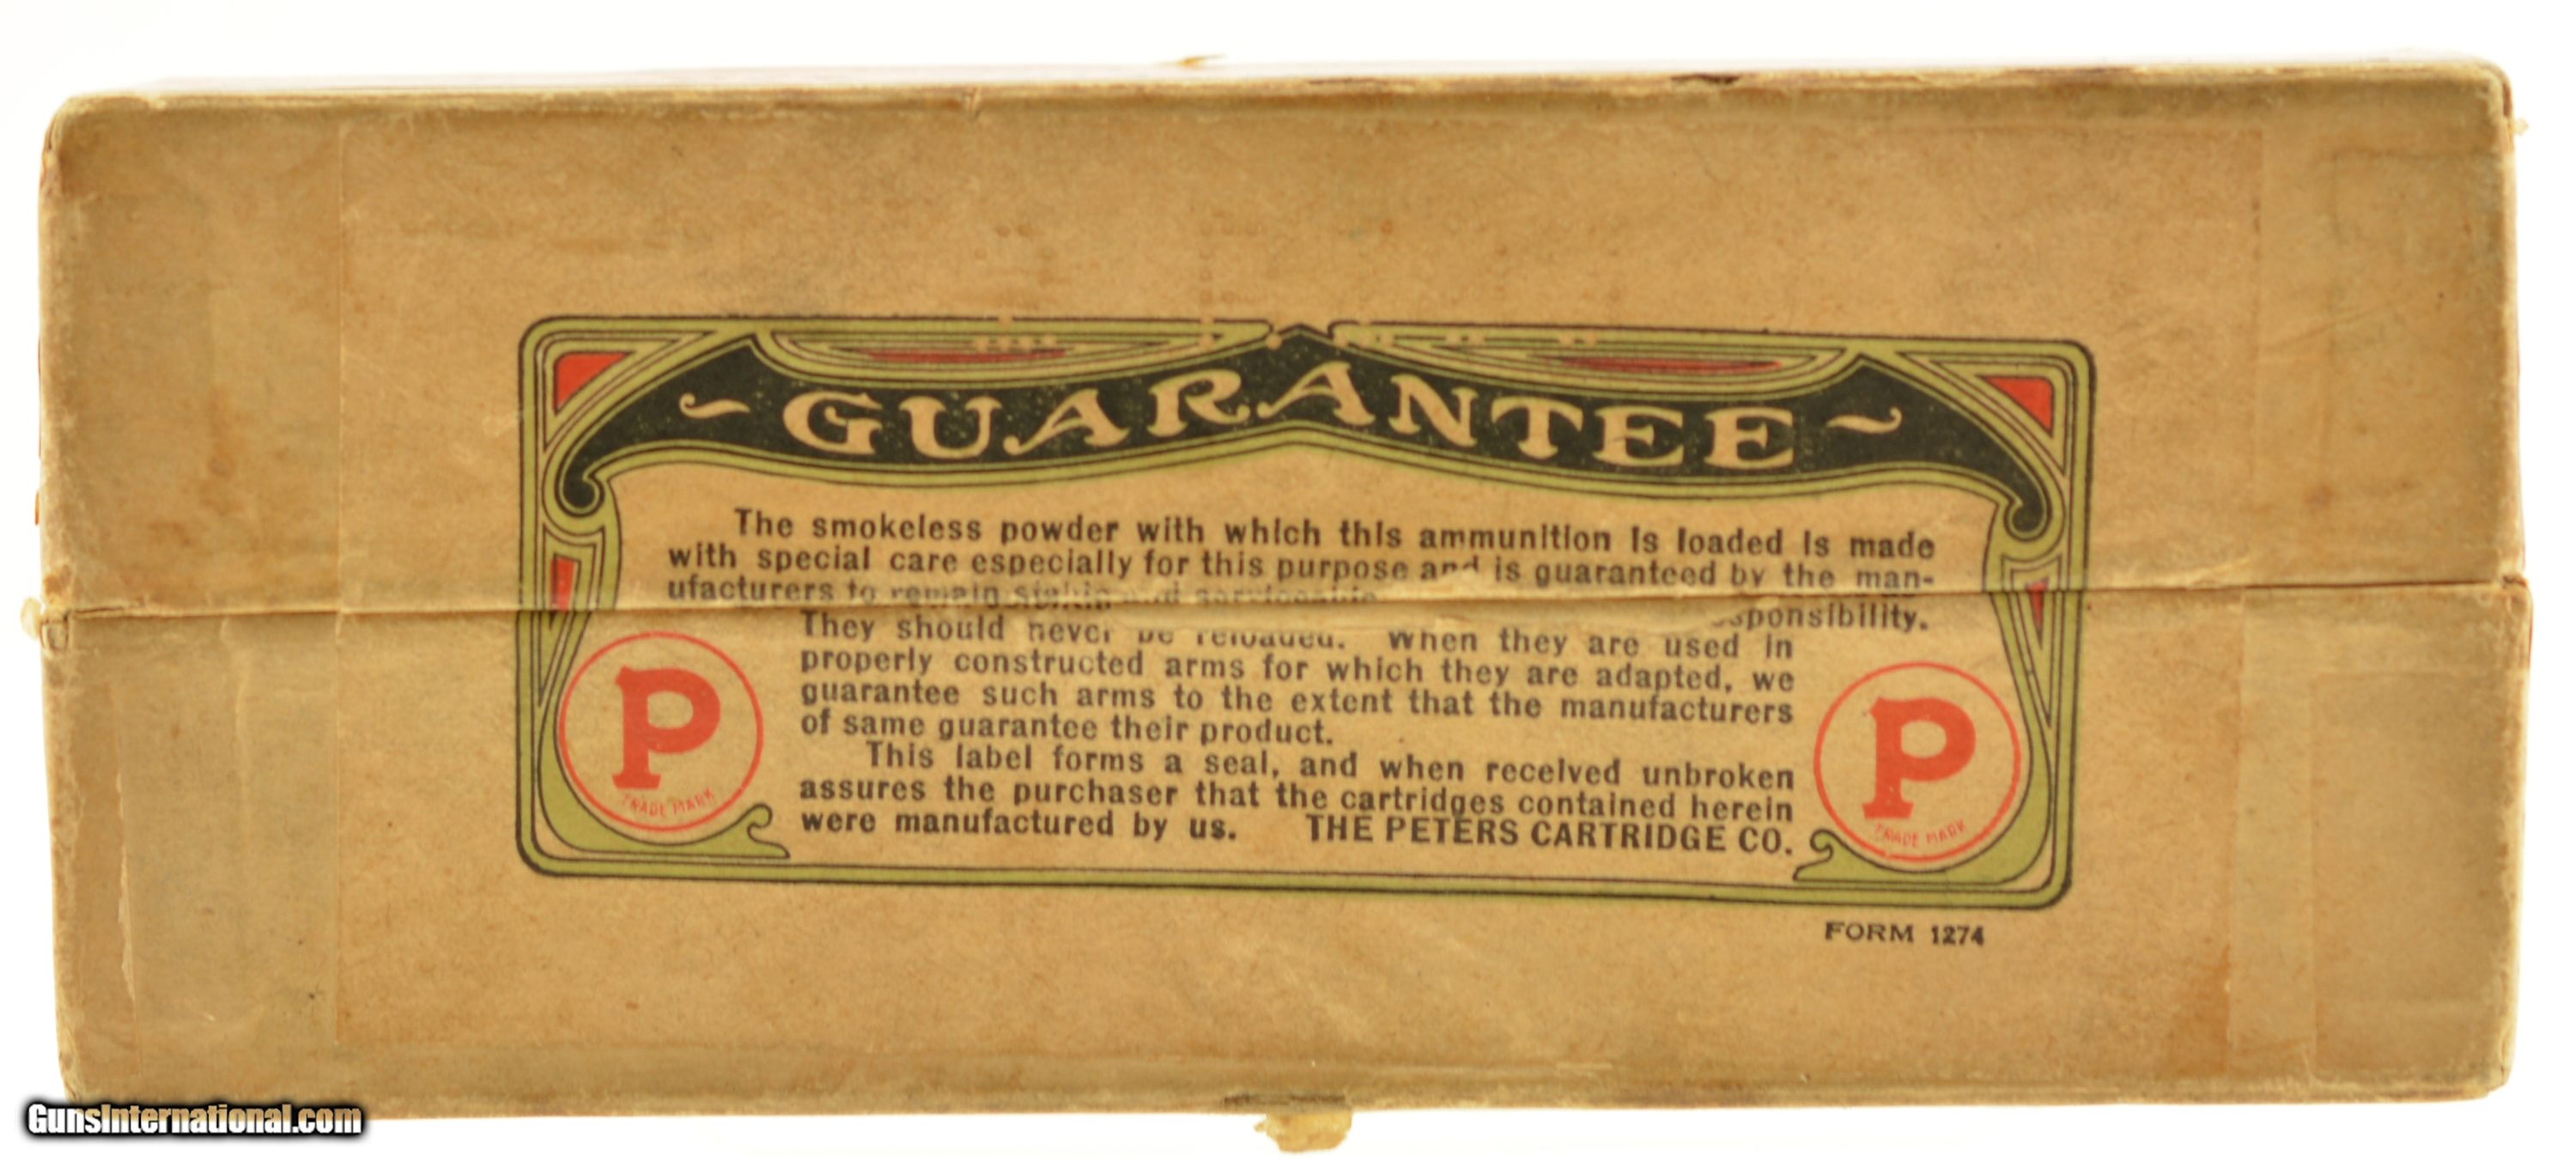 ~GUARANTEE~
The smokeless powder with which this ammunition is loaded is made
with special care especially for this purpose and is guaranteed by the man-
ufacturers to remain
sponsibility.
They should never be reloaded. When they are used in
properly constructed arms for which they are adapted, we
guarantee such arms to the extent that the manufacturers
of same guarantee their product.
This label forms a seal, and when received unbroken
assures the purchaser that the cartridges contained herein
were manufactured by us. THE PETERS CARTRIDGE CO.
P
TRADE MARK
P
TRADE MARK
FORM 1274
GunsInternational.com